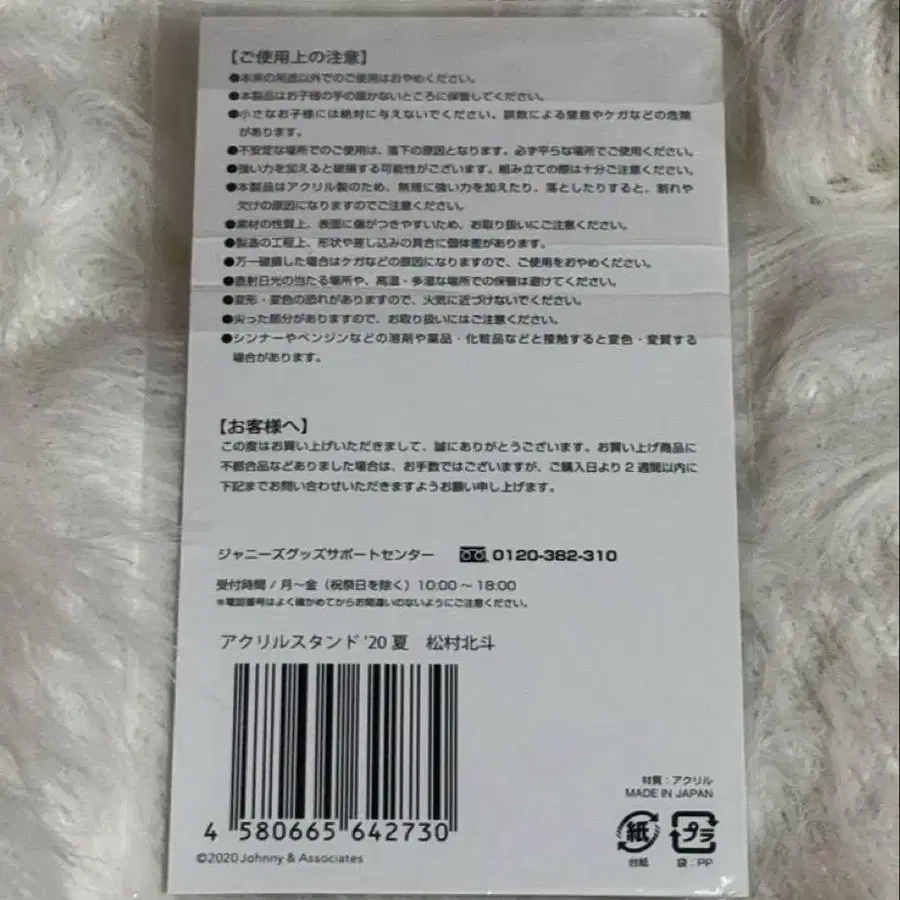 【ご使用上の注意】
●本来の用途以外でのご使用はおやめください。
●本製品はお子様の手の届かないところに保管してください。
●小さなお子様には絶対に与えないでください。誤飲による窒息やケガなどの危険
があります。
●不安定な場所でのご使用は、落下の原因となります。必ず平らな場所でご使用ください。
●強い力を加えると破損する可能性がございます。組み立ての際は十分ご注意ください。
●本製品はアクリル製のため、無理に強い力を加えたり、落としたりすると、割れや
欠けの原因になりますのでご注意ください。
●素材の性質上、表面に傷がつきやすいため、お取り扱いにご注意ください。
●製造の工程上、形状や差し込みの具合に個体差があります。
●万一破損した場合はケガなどの原因になりますので、ご使用をおやめください。
●直射日光の当たる場所や、高温・多湿な場所での保管は避けてください。
●変形・変色の恐れがありますので、火気に近づけないでください。
●尖った部分がありますので、お取り扱いにはご注意ください。
●シンナーやベンジンなどの溶剤や薬品・化粧品などと接触すると変色・変質する
場合があります。
【お客様へ】
この度はお買い上げいただきまして、誠にありがとうございます。お買い上げ商品に
不都合品などありました場合は、お手数ではございますが、ご購入日より2週間以内に
下記までお問い合わせいただきますようお願い申し上げます。
ジャニーズグッズサポートセンター 0120-382-310
受付時間/月〜金（祝祭日を除く）10:00〜18:00
※電話番号はよく確かめてからお間違いのないようにご注意ください。
アクリルスタンド '20 夏 松村北斗
4 580665 642730
©2020 Johnny & Associates
材質：アクリル
MADE IN JAPAN
紙 プラ
台紙 袋：PP